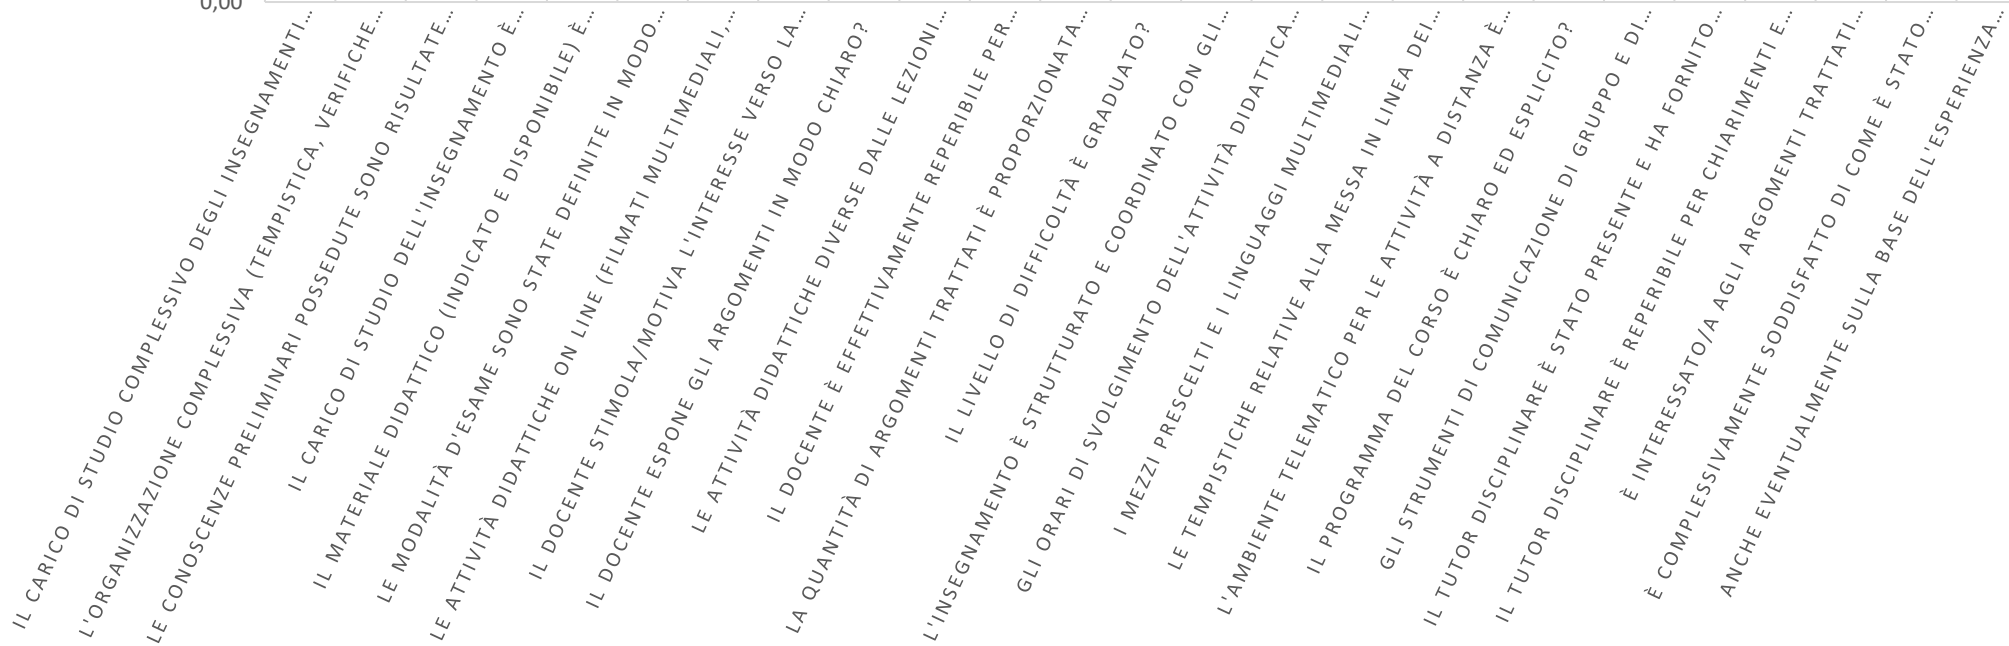 0,00
IL CARICO DI STUDIO COMPLESSIVO DEGLI INSEGNAMENTI…
L'ORGANIZZAZIONE COMPLESSIVA (TEMPISTICA, VERIFICHE…
LE CONOSCENZE PRELIMINARI POSSEDUTE SONO RISULTATE…
IL CARICO DI STUDIO DELL'INSEGNAMENTO È…
IL MATERIALE DIDATTICO (INDICATO E DISPONIBILE) È…
LE MODALITÀ D'ESAME SONO STATE DEFINITE IN MODO…
LE ATTIVITÀ DIDATTICHE ON LINE (FILMATI MULTIMEDIALI,…
IL DOCENTE STIMOLA/MOTIVA L'INTERESSE VERSO LA…
IL DOCENTE ESPONE GLI ARGOMENTI IN MODO CHIARO?
LE ATTIVITÀ DIDATTICHE DIVERSE DALLE LEZIONI…
IL DOCENTE È EFFETTIVAMENTE REPERIBILE PER…
LA QUANTITÀ DI ARGOMENTI TRATTATI È PROPORZIONATA…
IL LIVELLO DI DIFFICOLTÀ È GRADUATO?
L'INSEGNAMENTO È STRUTTURATO E COORDINATO CON GLI…
GLI ORARI DI SVOLGIMENTO DELL'ATTIVITÀ DIDATTICA…
I MEZZI PRESCELTI E I LINGUAGGI MULTIMEDIALI…
LE TEMPISTICHE RELATIVE ALLA MESSA IN LINEA DEI…
L'AMBIENTE TELEMATICO PER LE ATTIVITÀ A DISTANZA È…
IL PROGRAMMA DEL CORSO È CHIARO ED ESPLICITO?
GLI STRUMENTI DI COMUNICAZIONE DI GRUPPO E DI…
IL TUTOR DISCIPLINARE È STATO PRESENTE E HA FORNITO…
IL TUTOR DISCIPLINARE È REPERIBILE PER CHIARIMENTI E…
È INTERESSATO/A AGLI ARGOMENTI TRATTATI…
È COMPLESSIVAMENTE SODDISFATTO DI COME È STATO…
ANCHE EVENTUALMENTE SULLA BASE DELL'ESPERIENZA…